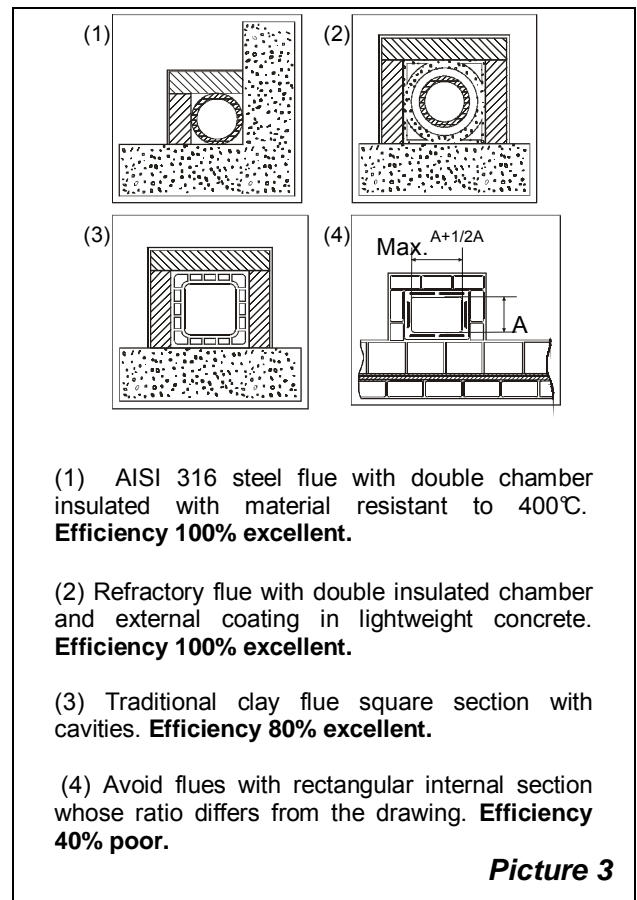 (1)
(2)
(3)
(4)
Max. A+1/2A
A
(1) AISI 316 steel flue with double chamber
insulated with material resistant to 400℃.
Efficiency 100% excellent.
(2) Refractory flue with double insulated chamber
and external coating in lightweight concrete.
Efficiency 100% excellent.
(3) Traditional clay flue square section with
cavities. Efficiency 80% excellent.
(4) Avoid flues with rectangular internal section
whose ratio differs from the drawing. Efficiency
40% poor.
Picture 3